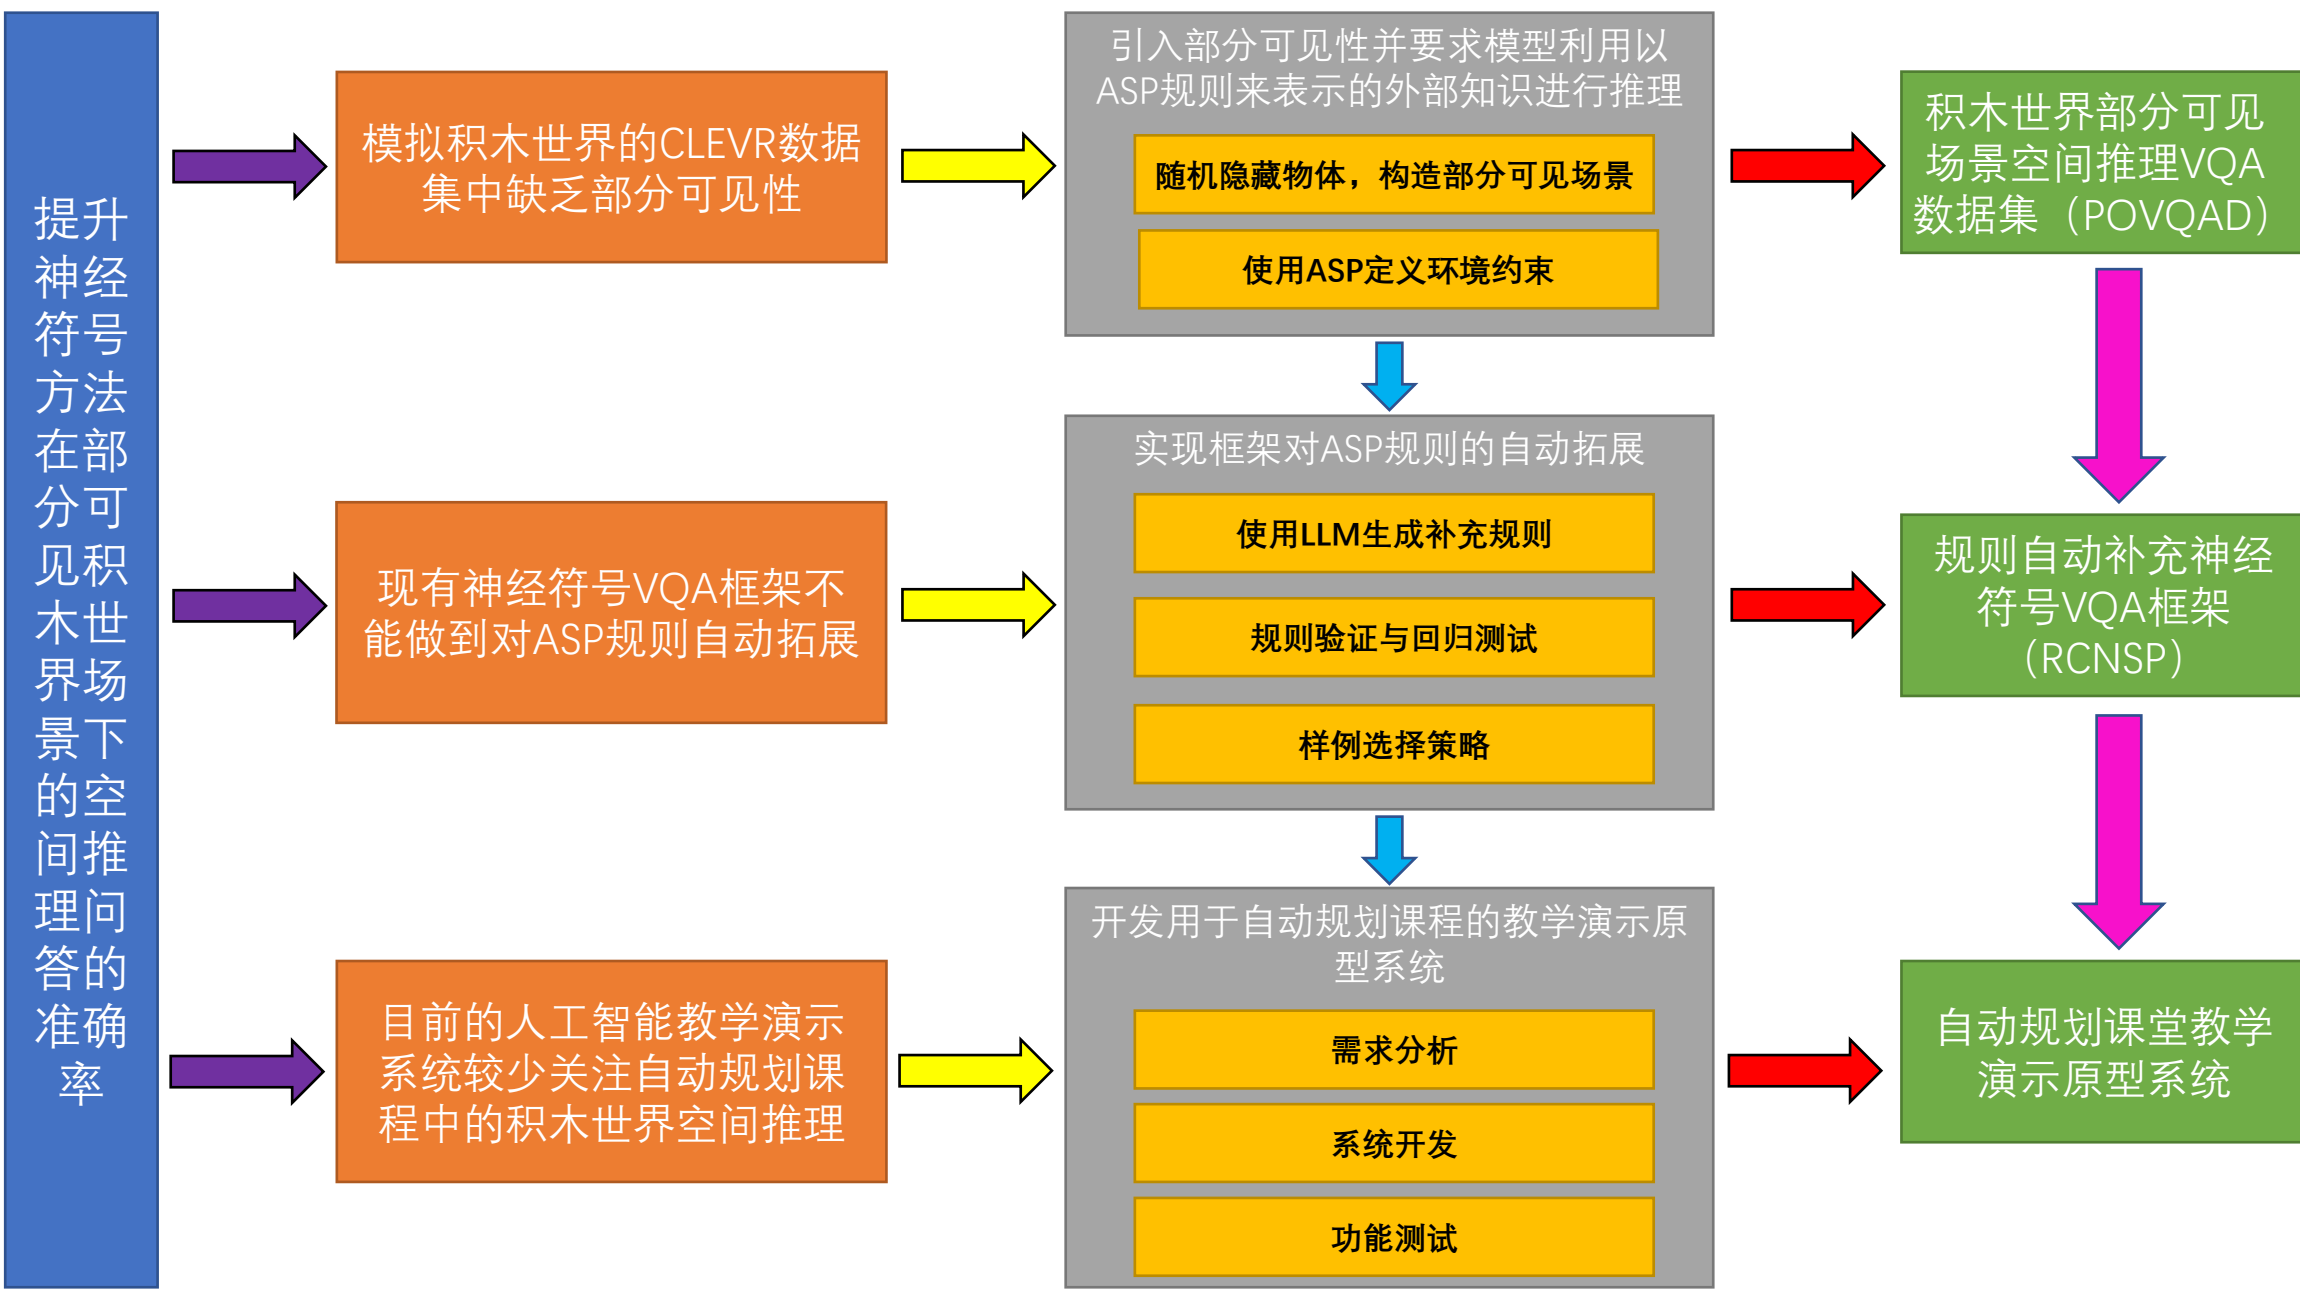 提升
神经
符号
方法
在部
分可
见积
木世
界场
景下
的空
间推
理问
答的
准确
率
模拟积木世界的CLEVR数据
集中缺乏部分可见性
引入部分可见性并要求模型利用以
ASP规则来表示的外部知识进行推理
随机隐藏物体，构造部分可见场景
使用ASP定义环境约束
积木世界部分可见
场景空间推理VQA
数据集（POVQAD）
现有神经符号VQA框架不
能做到对ASP规则自动拓展
实现框架对ASP规则的自动拓展
使用LLM生成补充规则
规则验证与回归测试
样例选择策略
规则自动补充神经
符号VQA框架
（RCNSP）
目前的人工智能教学演示
系统较少关注自动规划课
程中的积木世界空间推理
开发用于自动规划课程的教学演示原
型系统
需求分析
系统开发
功能测试
自动规划课堂教学
演示原型系统